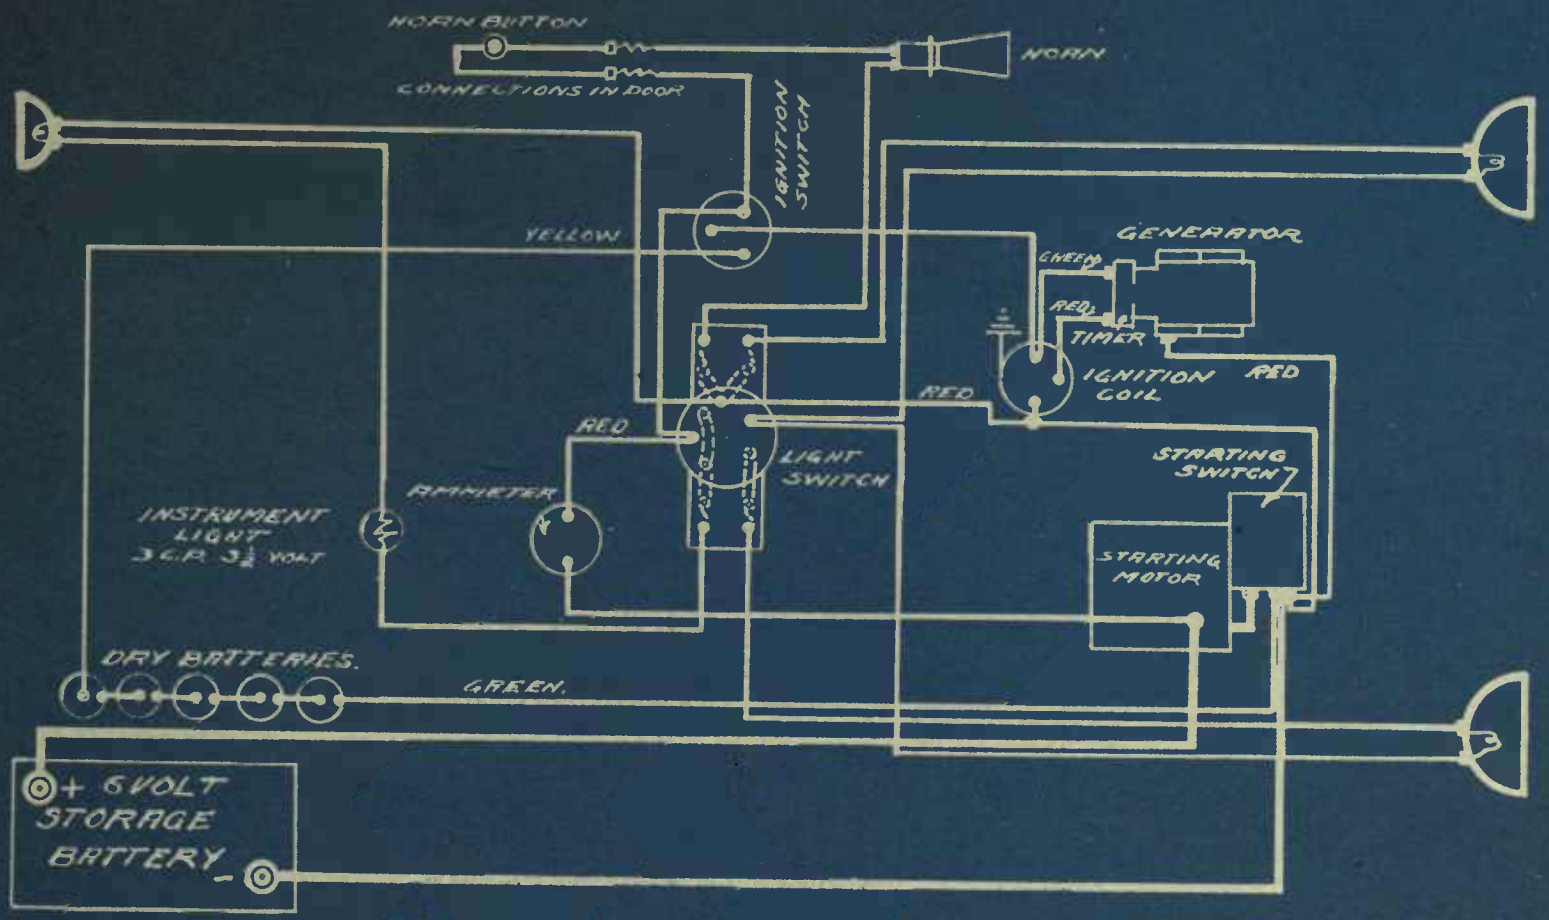 HORN BUTTON
HORN
CONNECTIONS IN DOOR
IGNITION
SWITCH
YELLOW
GENERATOR
GREEN
RED
TIMER
IGNITION
COIL
RED
RED
RED
LIGHT
SWITCH
STARTING
SWITCH
AMMETER
INSTRUMENT
LIGHT
3 C.P. 3½ VOLT
STARTING
MOTOR
DRY BATTERIES.
GREEN.
+ 6 VOLT
STORAGE
BATTERY -